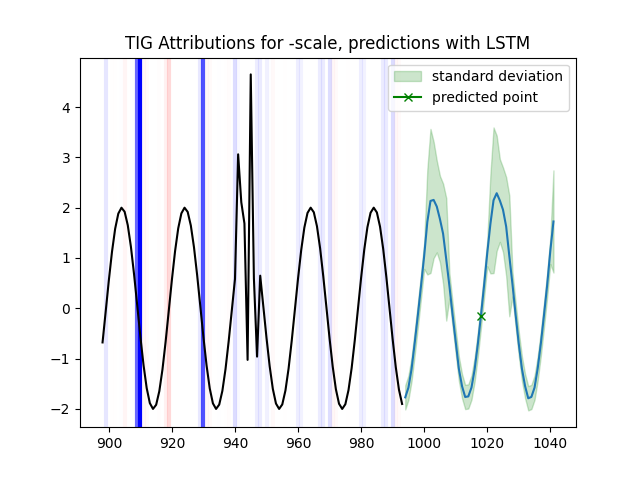 TIG Attributions for -scale, predictions with LSTM
standard deviation
predicted point
4
3
2
1
0
−1
−2
900 920 940 960 980 1000 1020 1040